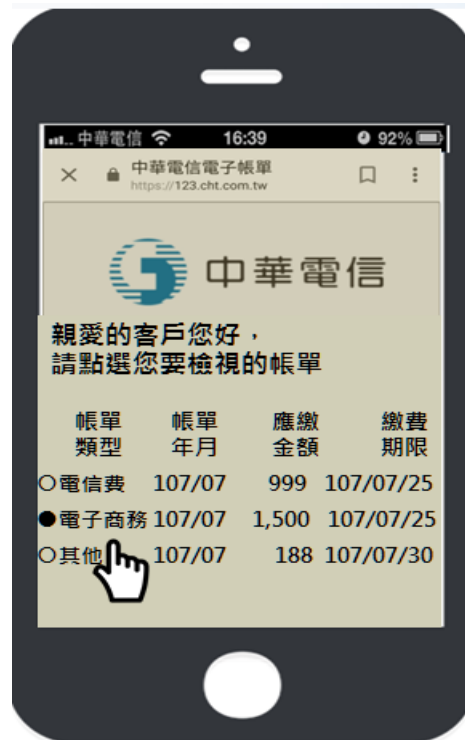 中華電信 16:39 92%
中華電信電子帳單
https://123.cht.com.tw
中華電信
親愛的客戶您好，
請點選您要檢視的帳單
帳單類型 帳單年月 應繳金額 繳費期限
○電信費 107/07 999 107/07/25
●電子商務 107/07 1,500 107/07/25
○其他 107/07 188 107/07/30